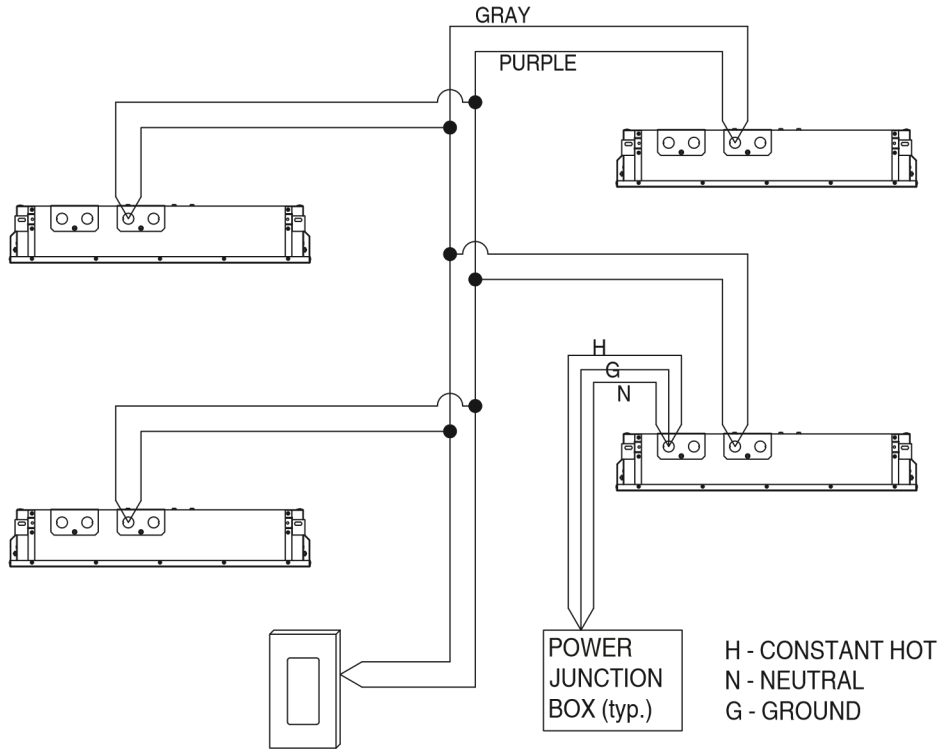 GRAY
PURPLE
H
G
N
POWER
JUNCTION
BOX (typ.)
H - CONSTANT HOT
N - NEUTRAL
G - GROUND